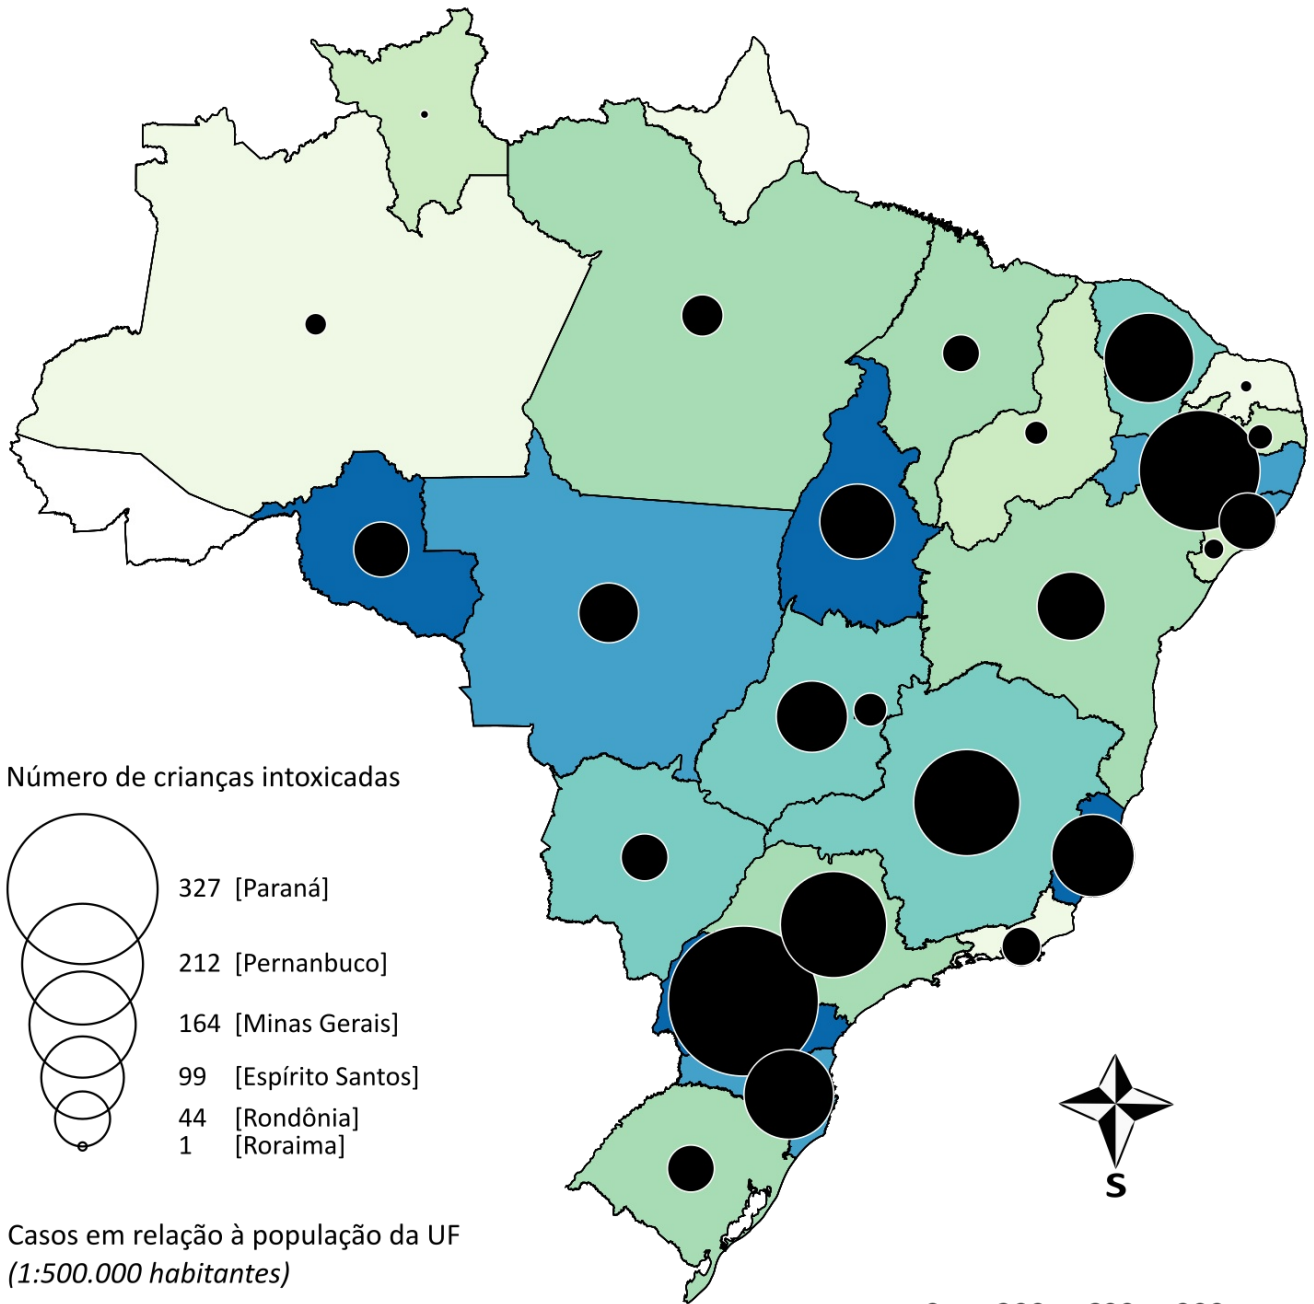 Número de crianças intoxicadas
327 [Paraná]
212 [Pernanbuco]
164 [Minas Gerais]
99 [Espírito Santos]
44 [Rondônia]
1 [Roraima]
S
Casos em relação à população da UF
(1:500.000 habitantes)